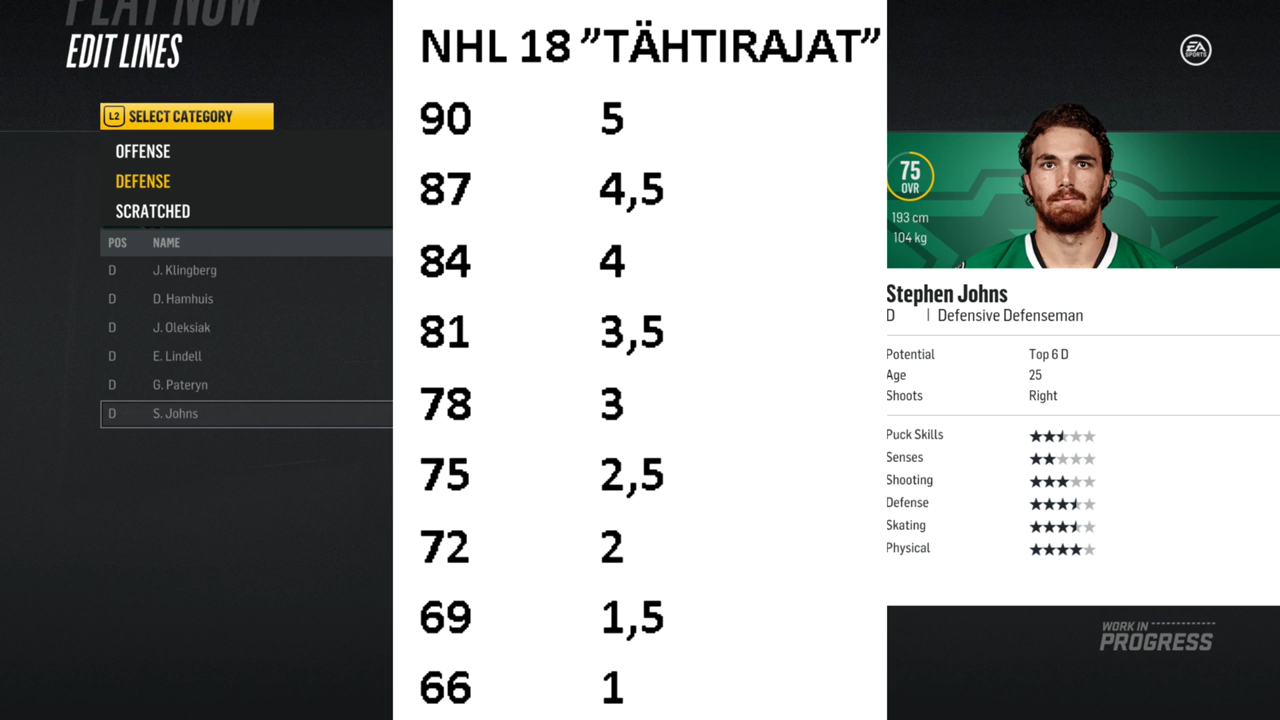 PLAY NOW
EDIT LINES
L2 SELECT CATEGORY
OFFENSE
DEFENSE
SCRATCHED
POS NAME
D J. Klingberg
D D. Hamhuis
D J. Oleksiak
D E. Lindell
D G. Pateryn
D S. Johns
NHL 18 ”TÄHTIRAJAT”
90 5
87 4,5
84 4
81 3,5
78 3
75 2,5
72 2
69 1,5
66 1
EA
SPORTS
75
OVR
193 cm
104 kg
Stephen Johns
D | Defensive Defenseman
Potential Top 6 D
Age 25
Shoots Right
Puck Skills
Senses
Shooting
Defense
Skating
Physical
WORK IN
PROGRESS